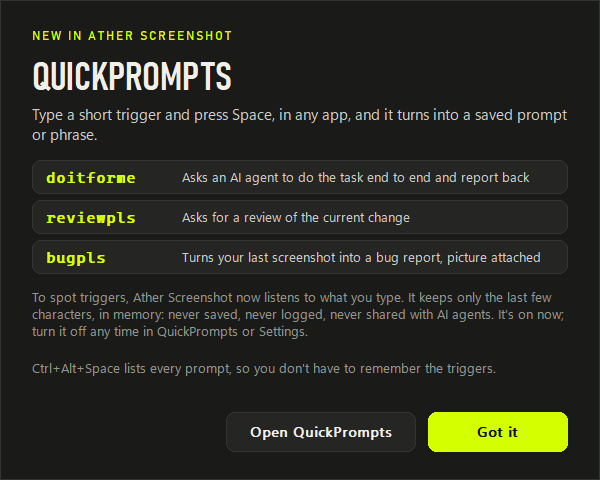 NEW IN ATHER SCREENSHOT
QUICKPROMPTS
Type a short trigger and press Space, in any app, and it turns into a saved prompt
or phrase.
doitforme Asks an AI agent to do the task end to end and report back
reviewpls Asks for a review of the current change
bugpls Turns your last screenshot into a bug report, picture attached
To spot triggers, Ather Screenshot now listens to what you type. It keeps only the last few
characters, in memory: never saved, never logged, never shared with AI agents. It's on now;
turn it off any time in QuickPrompts or Settings.
Ctrl+Alt+Space lists every prompt, so you don't have to remember the triggers.
Open QuickPrompts Got it